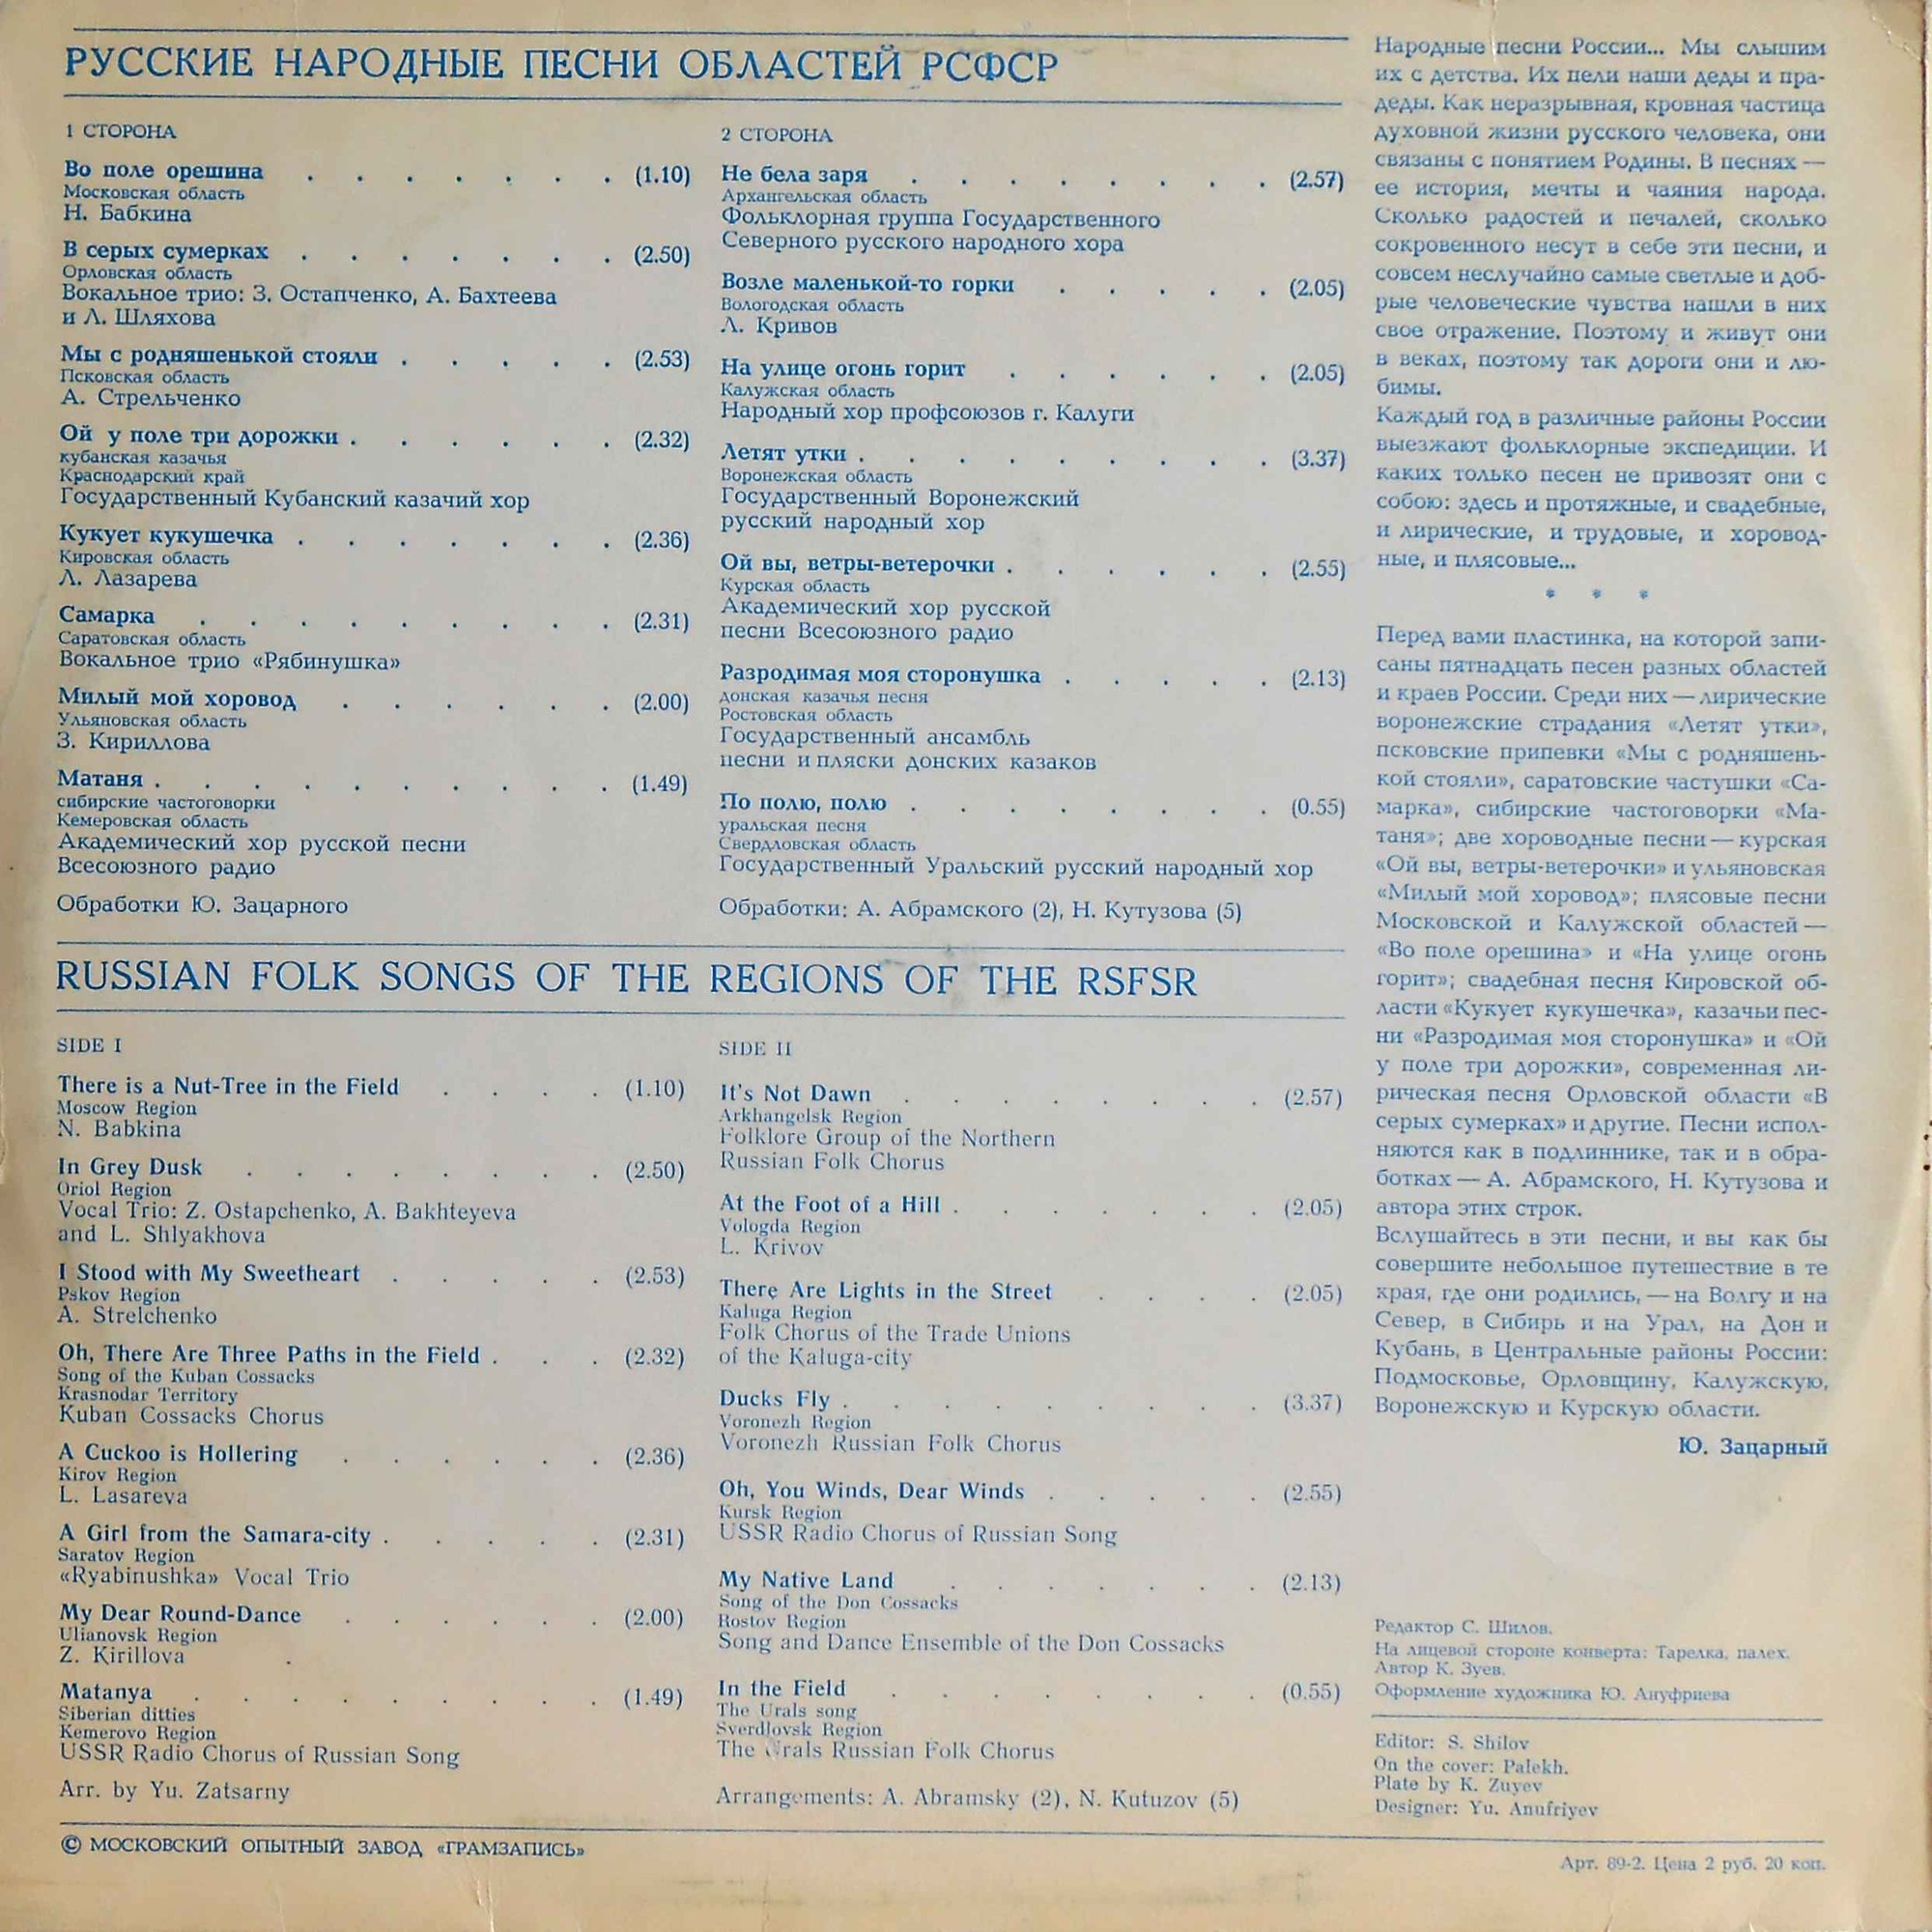 РУССКИЕ НАРОДНЫЕ ПЕСНИ ОБЛАСТЕЙ РСФСР
1 СТОРОНА
Во поле орешина . . . . . . . (1.10)
Московская область
Н. Бабкина
В серых сумерках . . . . . . . (2.50)
Орловская область
Вокальное трио: З. Остапченко, А. Бахтеева
и Л. Шляхова
Мы с родняшенькой стояли . . . . . (2.53)
Псковская область
А. Стрельченко
Ой у поле три дорожки . . . . . . (2.32)
кубанская казачья
Краснодарский край
Государственный Кубанский казачий хор
Кукует кукушечка . . . . . . . (2.36)
Кировская область
Л. Лазарева
Самарка . . . . . . . . . (2.31)
Саратовская область
Вокальное трио «Рябинушка»
Милый мой хоровод . . . . . . (2.00)
Ульяновская область
З. Кириллова
Матаня . . . . . . . . . . (1.49)
сибирские частоговорки
Кемеровская область
Академический хор русской песни
Всесоюзного радио
Обработки Ю. Зацарного
2 СТОРОНА
Не бела заря . . . . . . . . (2.57)
Архангельская область
Фольклорная группа Государственного
Северного русского народного хора
Возле маленькой-то горки . . . . . (2.05)
Вологодская область
Л. Кривов
На улице огонь горит . . . . . . (2.05)
Калужская область
Народный хор профсоюзов г. Калуги
Летят утки . . . . . . . . . (3.37)
Воронежская область
Государственный Воронежский
русский народный хор
Ой вы, ветры-ветерочки . . . . . . (2.55)
Курская область
Академический хор русской
песни Всесоюзного радио
Разродимая моя сторонушка . . . . . (2.13)
донская казачья песня
Ростовская область
Государственный ансамбль
песни и пляски донских казаков
По полю, полю . . . . . . . . (0.55)
уральская песня
Свердловская область
Государственный Уральский русский народный хор
Обработки: А. Абрамского (2), Н. Кутузова (5)
RUSSIAN FOLK SONGS OF THE REGIONS OF THE RSFSR
SIDE I
There is a Nut-Tree in the Field . . . . (1.10)
Moscow Region
N. Babkina
In Grey Dusk . . . . . . . . (2.50)
Oriol Region
Vocal Trio: Z. Ostapchenko, A. Bakhteyeva
and L. Shlyakhova
I Stood with My Sweetheart . . . . . (2.53)
Pskov Region
A. Strelchenko
Oh, There Are Three Paths in the Field . . . (2.32)
Song of the Kuban Cossacks
Krasnodar Territory
Kuban Cossacks Chorus
A Cuckoo is Hollering . . . . . . (2.36)
Kirov Region
L. Lasareva
A Girl from the Samara-city . . . . . (2.31)
Saratov Region
«Ryabinushka» Vocal Trio
My Dear Round-Dance . . . . . . (2.00)
Ulianovsk Region
Z. Kirillova
Matanya . . . . . . . . . (1.49)
Siberian ditties
Kemerovo Region
USSR Radio Chorus of Russian Song
Arr. by Yu. Zatsarny
SIDE II
It's Not Dawn . . . . . . . . (2.57)
Arkhangelsk Region
Folklore Group of the Northern
Russian Folk Chorus
At the Foot of a Hill . . . . . . . (2.05)
Vologda Region
L. Krivov
There Are Lights in the Street . . . . (2.05)
Kaluga Region
Folk Chorus of the Trade Unions
of the Kaluga-city
Ducks Fly . . . . . . . . . (3.37)
Voronezh Region
Voronezh Russian Folk Chorus
Oh, You Winds, Dear Winds . . . . . (2.55)
Kursk Region
USSR Radio Chorus of Russian Song
My Native Land . . . . . . . (2.13)
Song of the Don Cossacks
Rostov Region
Song and Dance Ensemble of the Don Cossacks
In the Field . . . . . . . . (0.55)
The Urals song
Sverdlovsk Region
The Urals Russian Folk Chorus
Arrangements: A. Abramsky (2), N. Kutuzov (5)
Народные песни России... Мы слышим
их с детства. Их пели наши деды и пра-
деды. Как неразрывная, кровная частица
духовной жизни русского человека, они
связаны с понятием Родины. В песнях —
ее история, мечты и чаяния народа.
Сколько радостей и печалей, сколько
сокровенного несут в себе эти песни, и
совсем неслучайно самые светлые и доб-
рые человеческие чувства нашли в них
свое отражение. Поэтому и живут они
в веках, поэтому так дороги они и лю-
бимы.
Каждый год в различные районы России
выезжают фольклорные экспедиции. И
каких только песен не привозят они с
собою: здесь и протяжные, и свадебные,
и лирические, и трудовые, и хоровод-
ные, и плясовые...
* * *
Перед вами пластинка, на которой запи-
саны пятнадцать песен разных областей
и краев России. Среди них — лирические
воронежские страдания «Летят утки»,
псковские припевки «Мы с родняшень-
кой стояли», саратовские частушки «Са-
марка», сибирские частоговорки «Ма-
таня»; две хороводные песни — курская
«Ой вы, ветры-ветерочки» и ульяновская
«Милый мой хоровод»; плясовые песни
Московской и Калужской областей —
«Во поле орешина» и «На улице огонь
горит»; свадебная песня Кировской об-
ласти «Кукует кукушечка», казачьи пес-
ни «Разродимая моя сторонушка» и «Ой
у поле три дорожки», современная ли-
рическая песня Орловской области «В
серых сумерках» и другие. Песни испол-
няются как в подлиннике, так и в обра-
ботках — А. Абрамского, Н. Кутузова и
автора этих строк.
Вслушайтесь в эти песни, и вы как бы
совершите небольшое путешествие в те
края, где они родились, — на Волгу и на
Север, в Сибирь и на Урал, на Дон и
Кубань, в Центральные районы России:
Подмосковье, Орловщину, Калужскую,
Воронежскую и Курскую области.
Ю. Зацарный
Редактор С. Шилов.
На лицевой стороне конверта: Тарелка, палех.
Автор К. Зуев.
Оформление художника Ю. Ануфриева
Editor: S. Shilov
On the cover: Palekh.
Plate by K. Zuyev
Designer: Yu. Anufriyev
© МОСКОВСКИЙ ОПЫТНЫЙ ЗАВОД «ГРАМЗАПИСЬ»
Арт. 89-2. Цена 2 руб. 20 коп.